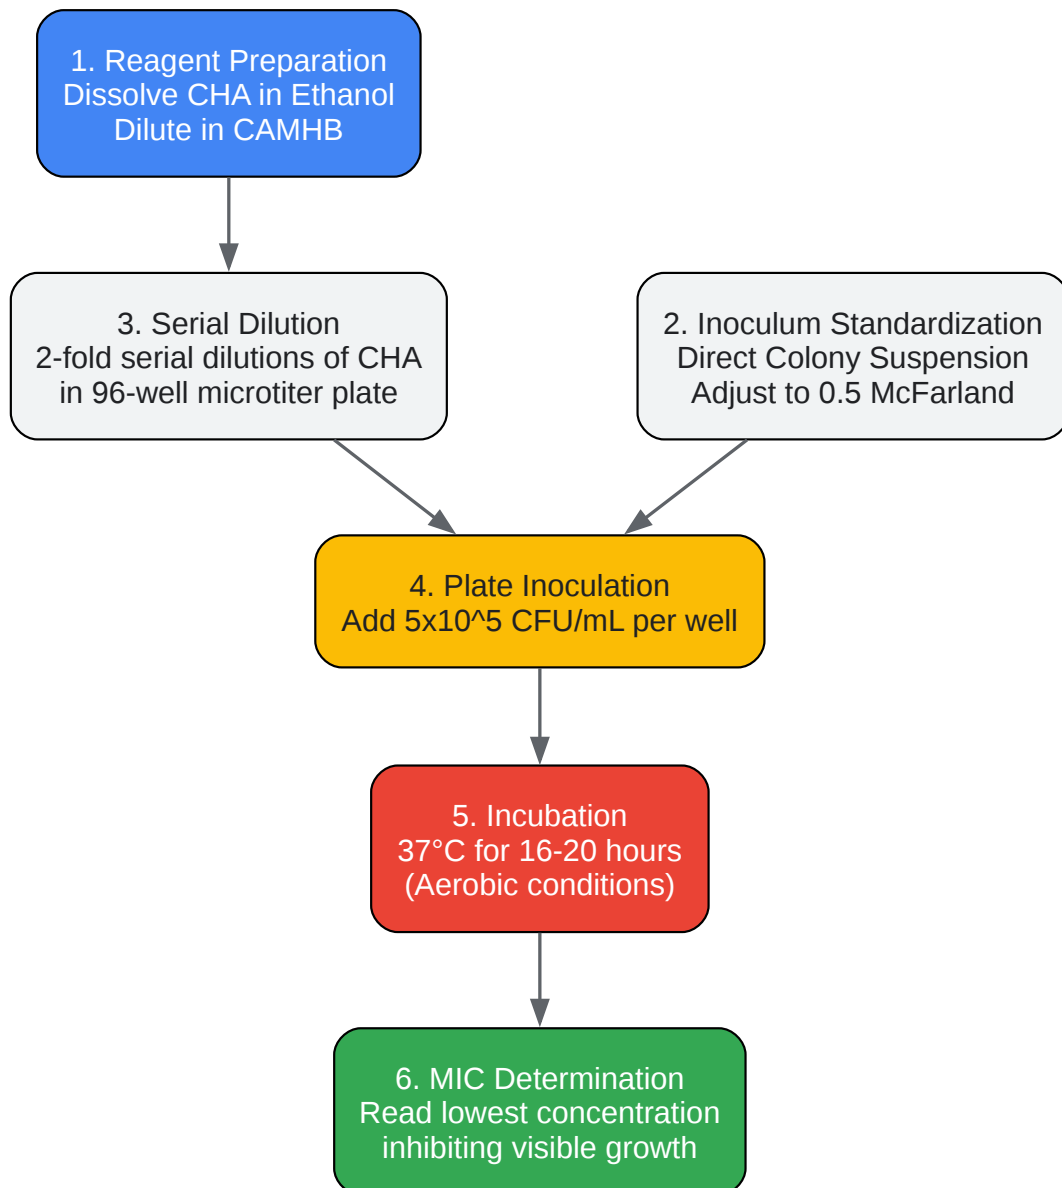 1. Reagent Preparation
Dissolve CHA in Ethanol
Dilute in CAMHB
3. Serial Dilution
2-fold serial dilutions of CHA
in 96-well microtiter plate
2. Inoculum Standardization
Direct Colony Suspension
Adjust to 0.5 McFarland
4. Plate Inoculation
Add 5x10^5 CFU/mL per well
5. Incubation
37°C for 16-20 hours
(Aerobic conditions)
6. MIC Determination
Read lowest concentration
inhibiting visible growth